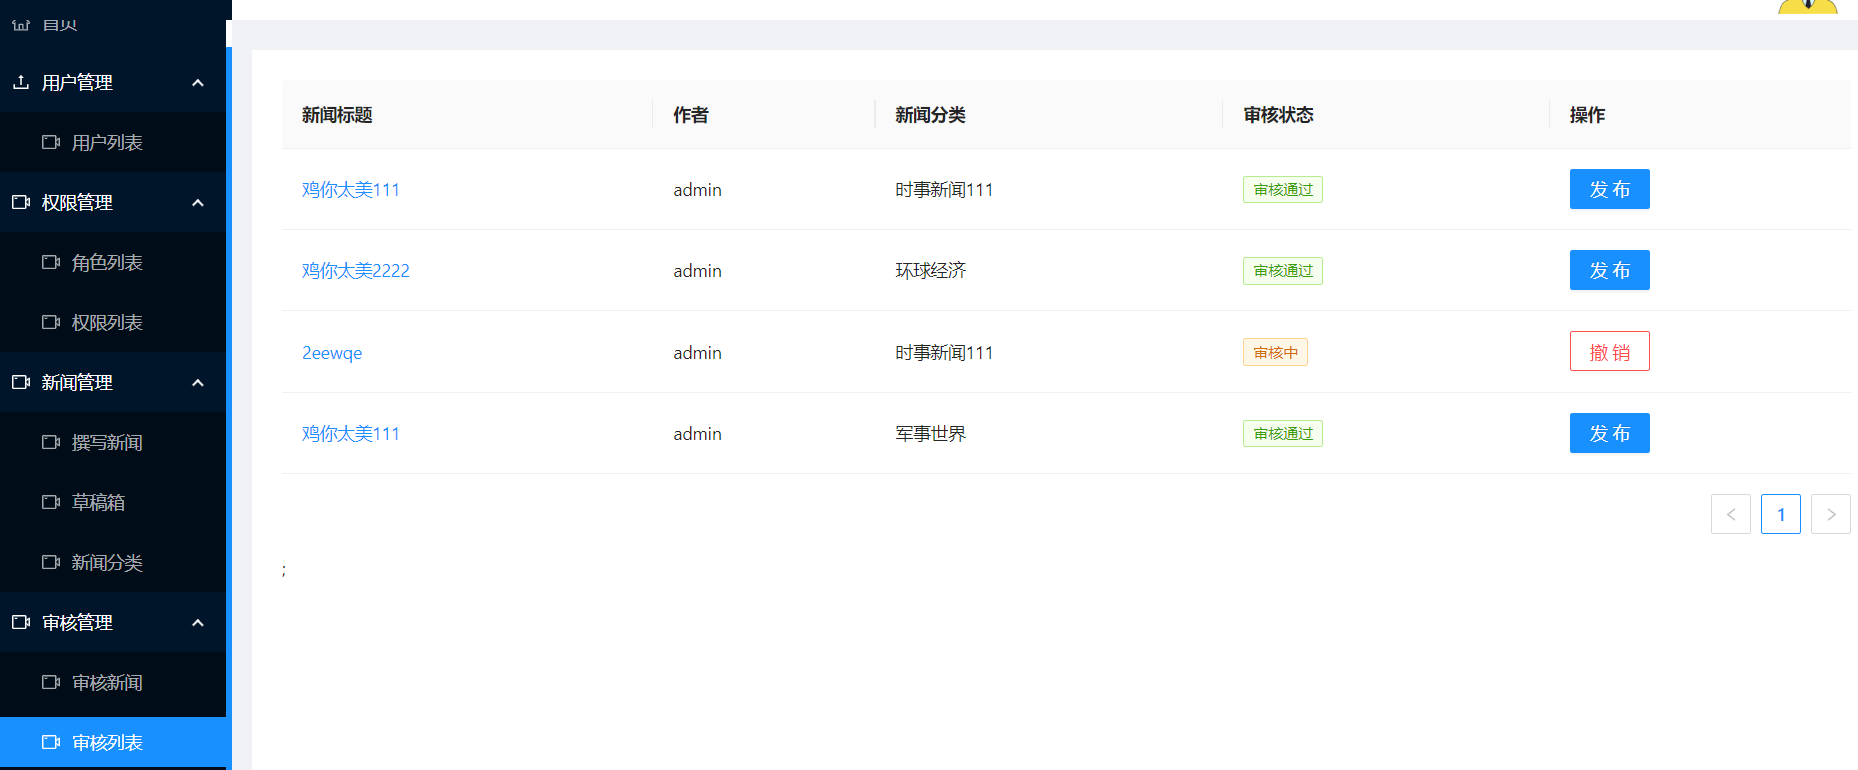 首页
用户管理
用户列表
权限管理
角色列表
权限列表
新闻管理
撰写新闻
草稿箱
新闻分类
审核管理
审核新闻
审核列表
新闻标题 作者 新闻分类 审核状态 操作
鸡你太美111 admin 时事新闻111 审核通过 发布
鸡你太美2222 admin 环球经济 审核通过 发布
2eewqe admin 时事新闻111 审核中 撤销
鸡你太美111 admin 军事世界 审核通过 发布
< 1 >
;